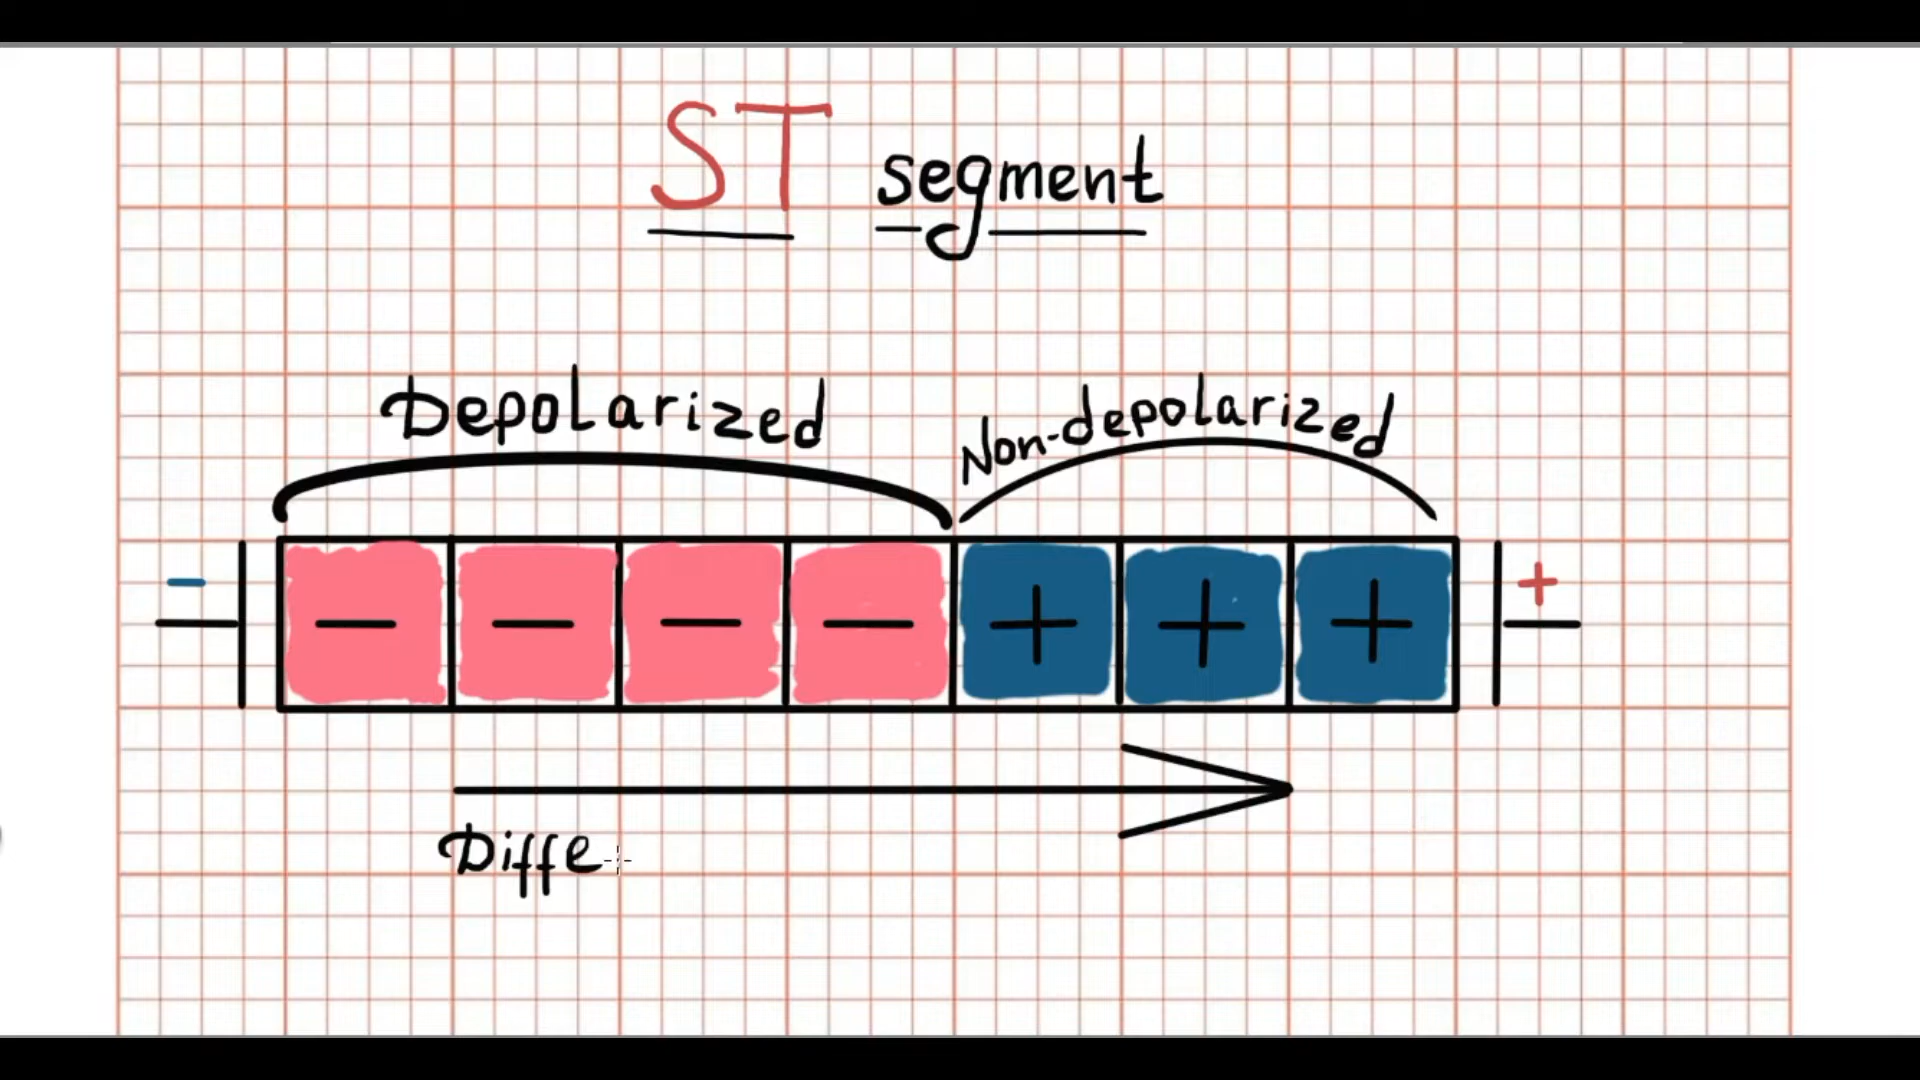 ST segment
Depolarized
Non-depolarized
- - - - - + + + +
Diffe